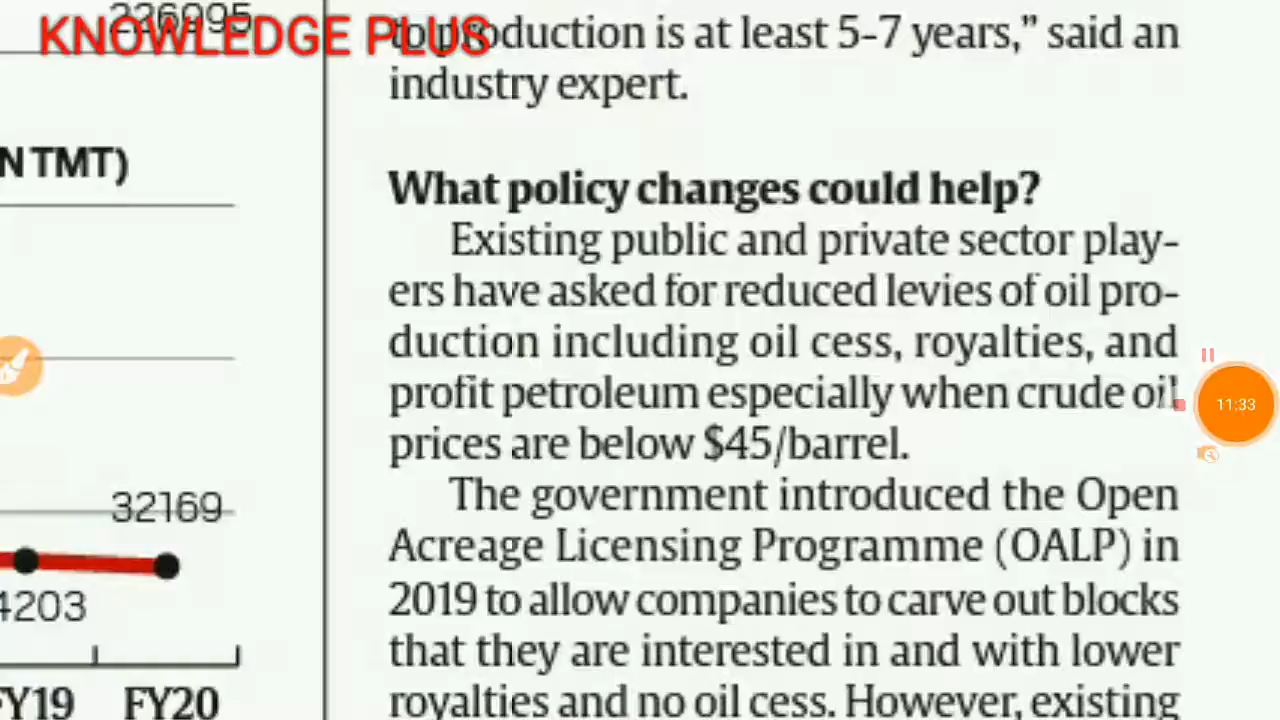 236095
KNOWLEDGE PLUS
to production is at least 5-7 years,” said an
industry expert.
N TMT)
What policy changes could help?
Existing public and private sector play-
ers have asked for reduced levies of oil pro-
duction including oil cess, royalties, and
profit petroleum especially when crude oil
prices are below $45/barrel.
The government introduced the Open
Acreage Licensing Programme (OALP) in
2019 to allow companies to carve out blocks
that they are interested in and with lower
royalties and no oil cess. However, existing
32169
4203
FY19 FY20
11:33